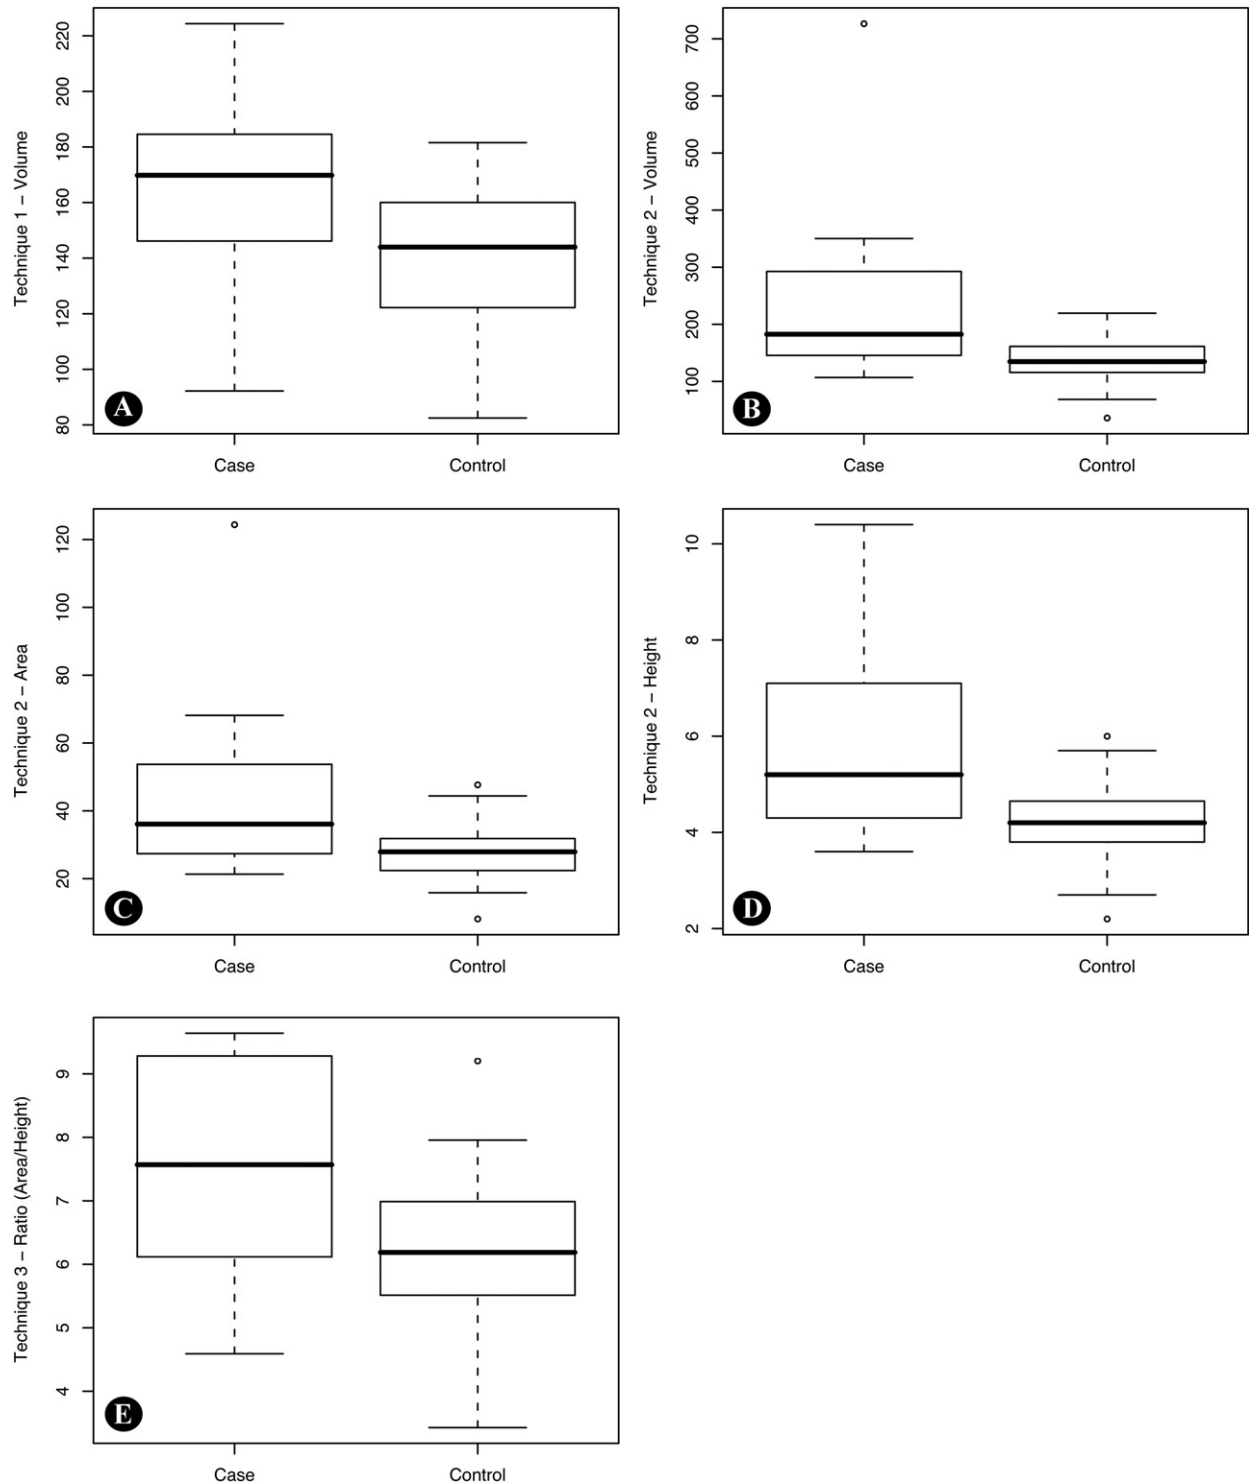 Technique 1 – Volume
220
200
180
160
140
120
100
80
A
Case Control
Technique 2 – Volume
700
600
500
400
300
200
100
B
Case Control
Technique 2 – Area
120
100
80
60
40
20
C
Case Control
Technique 2 – Height
10
8
6
4
2
D
Case Control
Technique 3 – Ratio (Area/Height)
9
8
7
6
5
4
E
Case Control